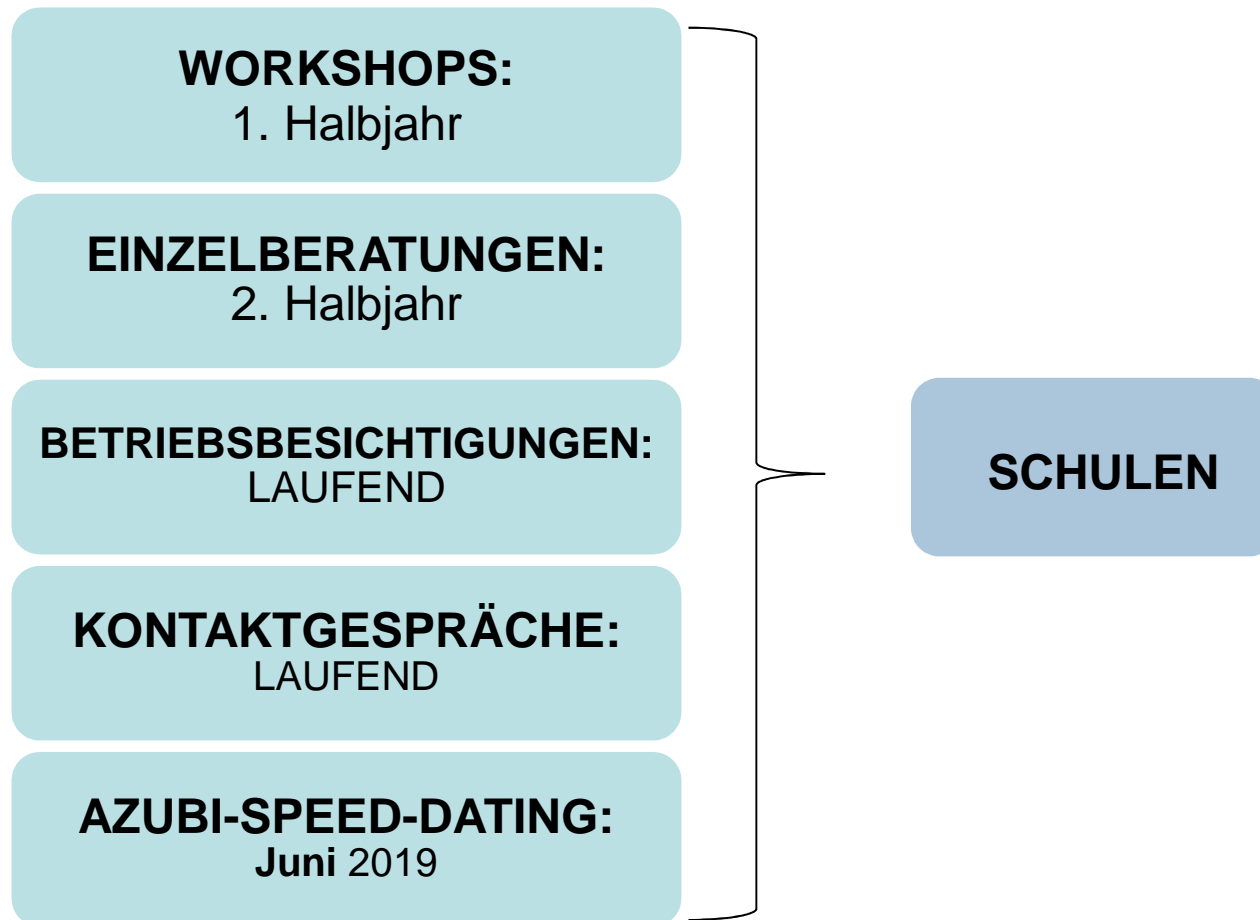 WORKSHOPS:
1. Halbjahr
EINZELBERATUNGEN:
2. Halbjahr
BETRIEBSBESICHTIGUNGEN:
LAUFEND
KONTAKTGESPRÄCHE:
LAUFEND
AZUBI-SPEED-DATING:
Juni 2019
SCHULEN